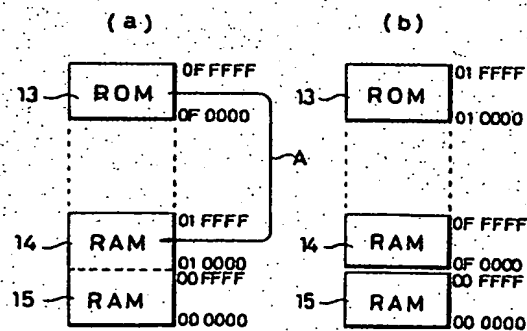 (a)
0F FFFF
13
ROM
0F 0000
A
01 FFFF
14
RAM
01 0000
00 FFFF
15
RAM
00 0000
(b)
01 FFFF
13
ROM
01 0000
0F FFFF
14
RAM
0F 0000
00 FFFF
15
RAM
00 0000